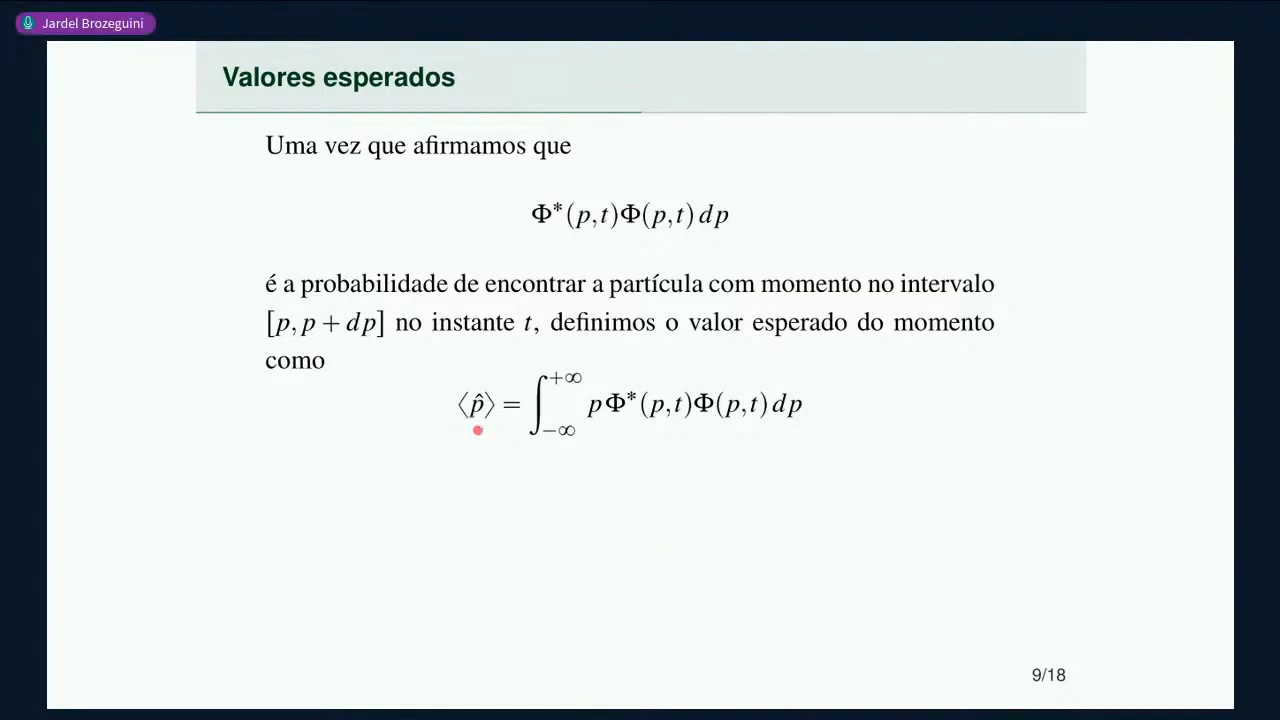 Jardel Brozeguini
Valores esperados
Uma vez que afirmamos que
Φ*(p,t)Φ(p,t) dp
é a probabilidade de encontrar a partícula com momento no intervalo
[p, p + dp] no instante t, definimos o valor esperado do momento
como
⟨p̂⟩ = ∫_{−∞}^{+∞} p Φ*(p,t)Φ(p,t) dp
9/18